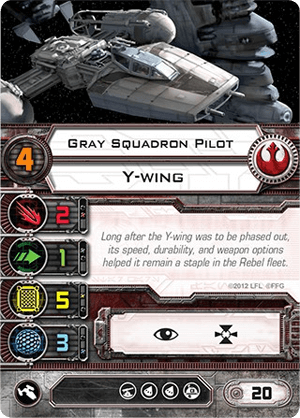 Gray Squadron Pilot
4
Y-wing
2
Long after the Y-wing was to be phased out,
its speed, durability, and weapon options
helped it remain a staple in the Rebel fleet.
1
©2012 LFL ©FFG
5
3
20